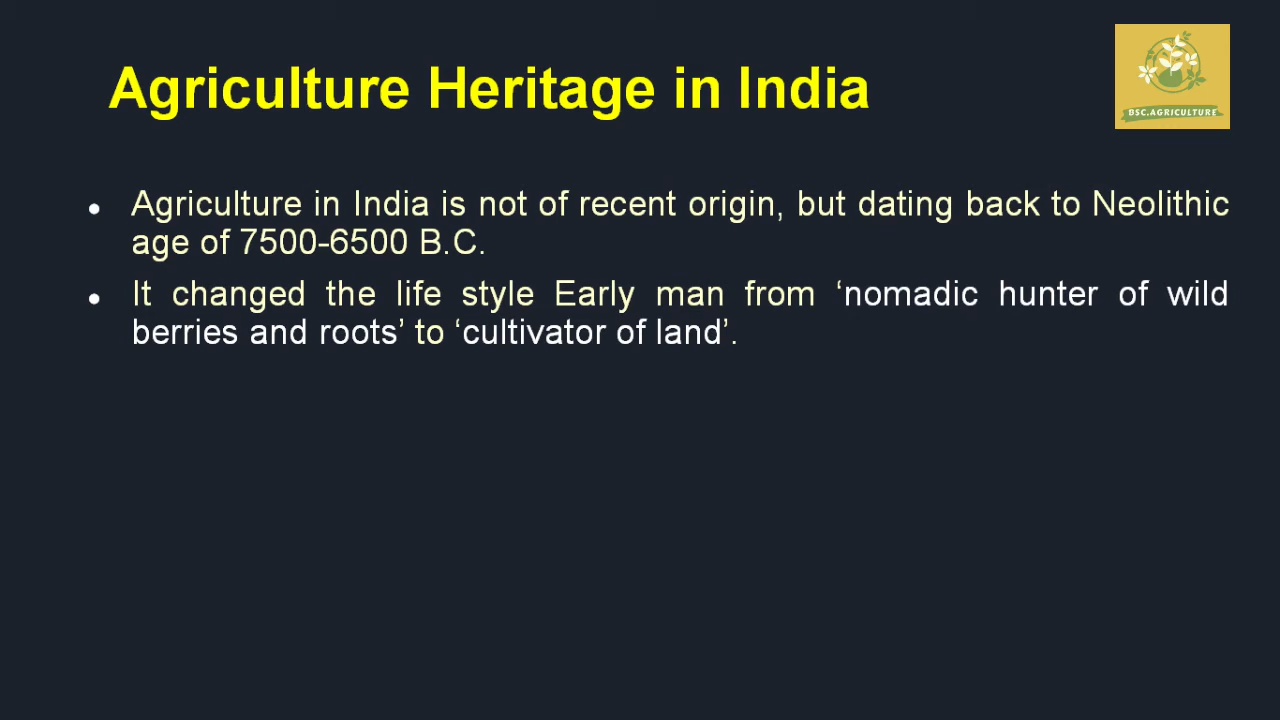 Agriculture Heritage in India
BSC.AGRICULTURE
● Agriculture in India is not of recent origin, but dating back to Neolithic
age of 7500-6500 B.C.
● It changed the life style Early man from ‘nomadic hunter of wild
berries and roots’ to ‘cultivator of land’.